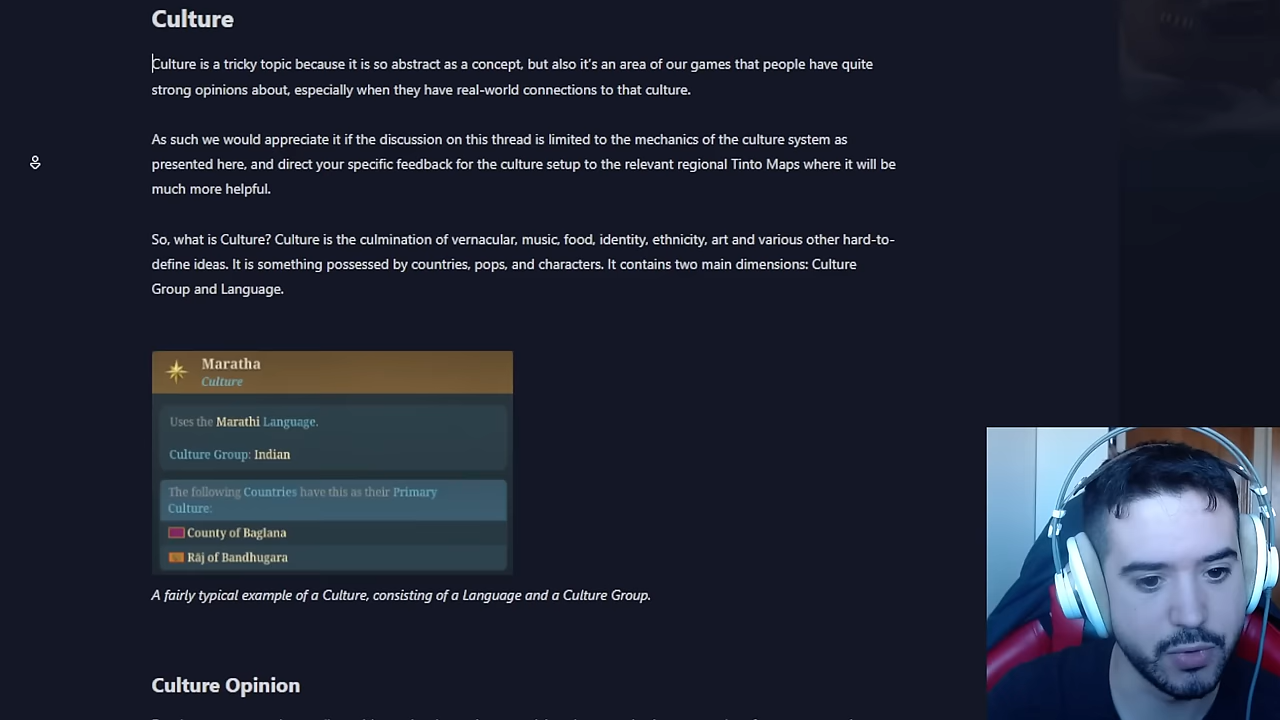 Culture
Culture is a tricky topic because it is so abstract as a concept, but also it's an area of our games that people have quite
strong opinions about, especially when they have real-world connections to that culture.
As such we would appreciate it if the discussion on this thread is limited to the mechanics of the culture system as
presented here, and direct your specific feedback for the culture setup to the relevant regional Tinto Maps where it will be
much more helpful.
So, what is Culture? Culture is the culmination of vernacular, music, food, identity, ethnicity, art and various other hard-to-
define ideas. It is something possessed by countries, pops, and characters. It contains two main dimensions: Culture
Group and Language.
Maratha
Culture
Uses the Marathi Language.
Culture Group: Indian
The following Countries have this as their Primary
Culture:
County of Baglana
Râj of Bandhugara
A fairly typical example of a Culture, consisting of a Language and a Culture Group.
Culture Opinion